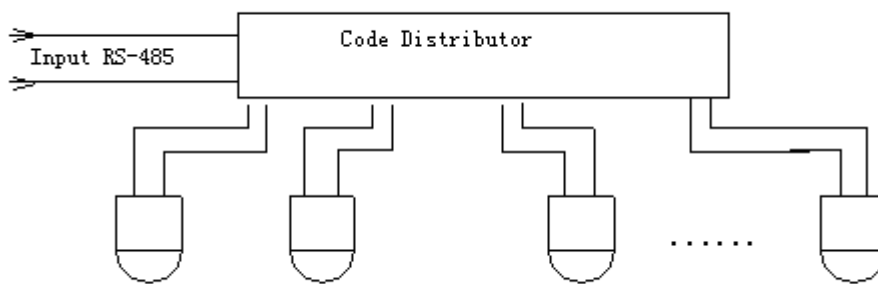 Code Distributor
Input RS-485
......